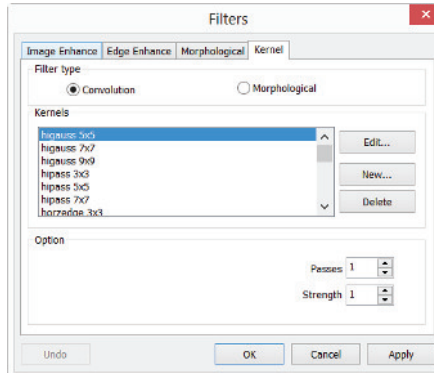 Filters
Image Enhance Edge Enhance Morphological Kernel
Filter type
Convolution Morphological
Kernels
higauss 5x5
higauss 7x7
higauss 9x9
hipass 3x3
hipass 5x5
hipass 7x7
horzedge 3x3
Edit...
New...
Delete
Option
Passes 1
Strength 1
Undo OK Cancel Apply